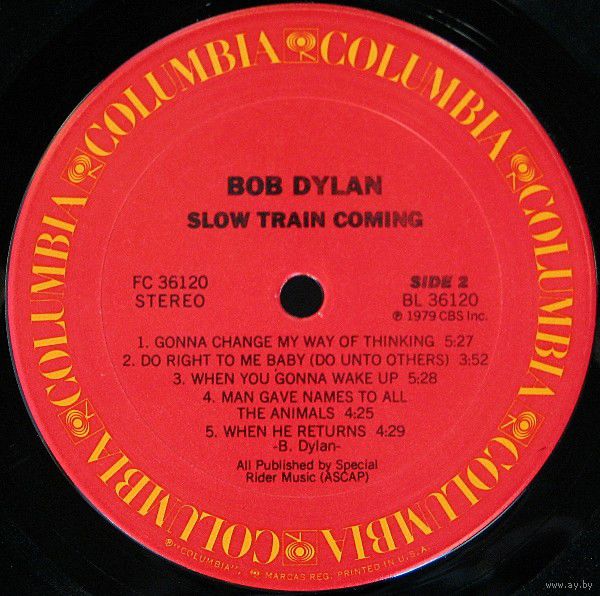 COLUMBIA COLUMBIA COLUMBIA COLUMBIA COLUMBIA COLUMBIA COLUMBIA
BOB DYLAN
SLOW TRAIN COMING
FC 36120
STEREO
SIDE 2
BL 36120
℗ 1979 CBS Inc.
1. GONNA CHANGE MY WAY OF THINKING 5:27
2. DO RIGHT TO ME BABY (DO UNTO OTHERS) 3:52
3. WHEN YOU GONNA WAKE UP 5:28
4. MAN GAVE NAMES TO ALL
THE ANIMALS 4:25
5. WHEN HE RETURNS 4:29
-B. Dylan-
All Published by Special
Rider Music (ASCAP)
®"COLUMBIA", MARCAS REG. PRINTED IN U.S.A.
www.ay.by